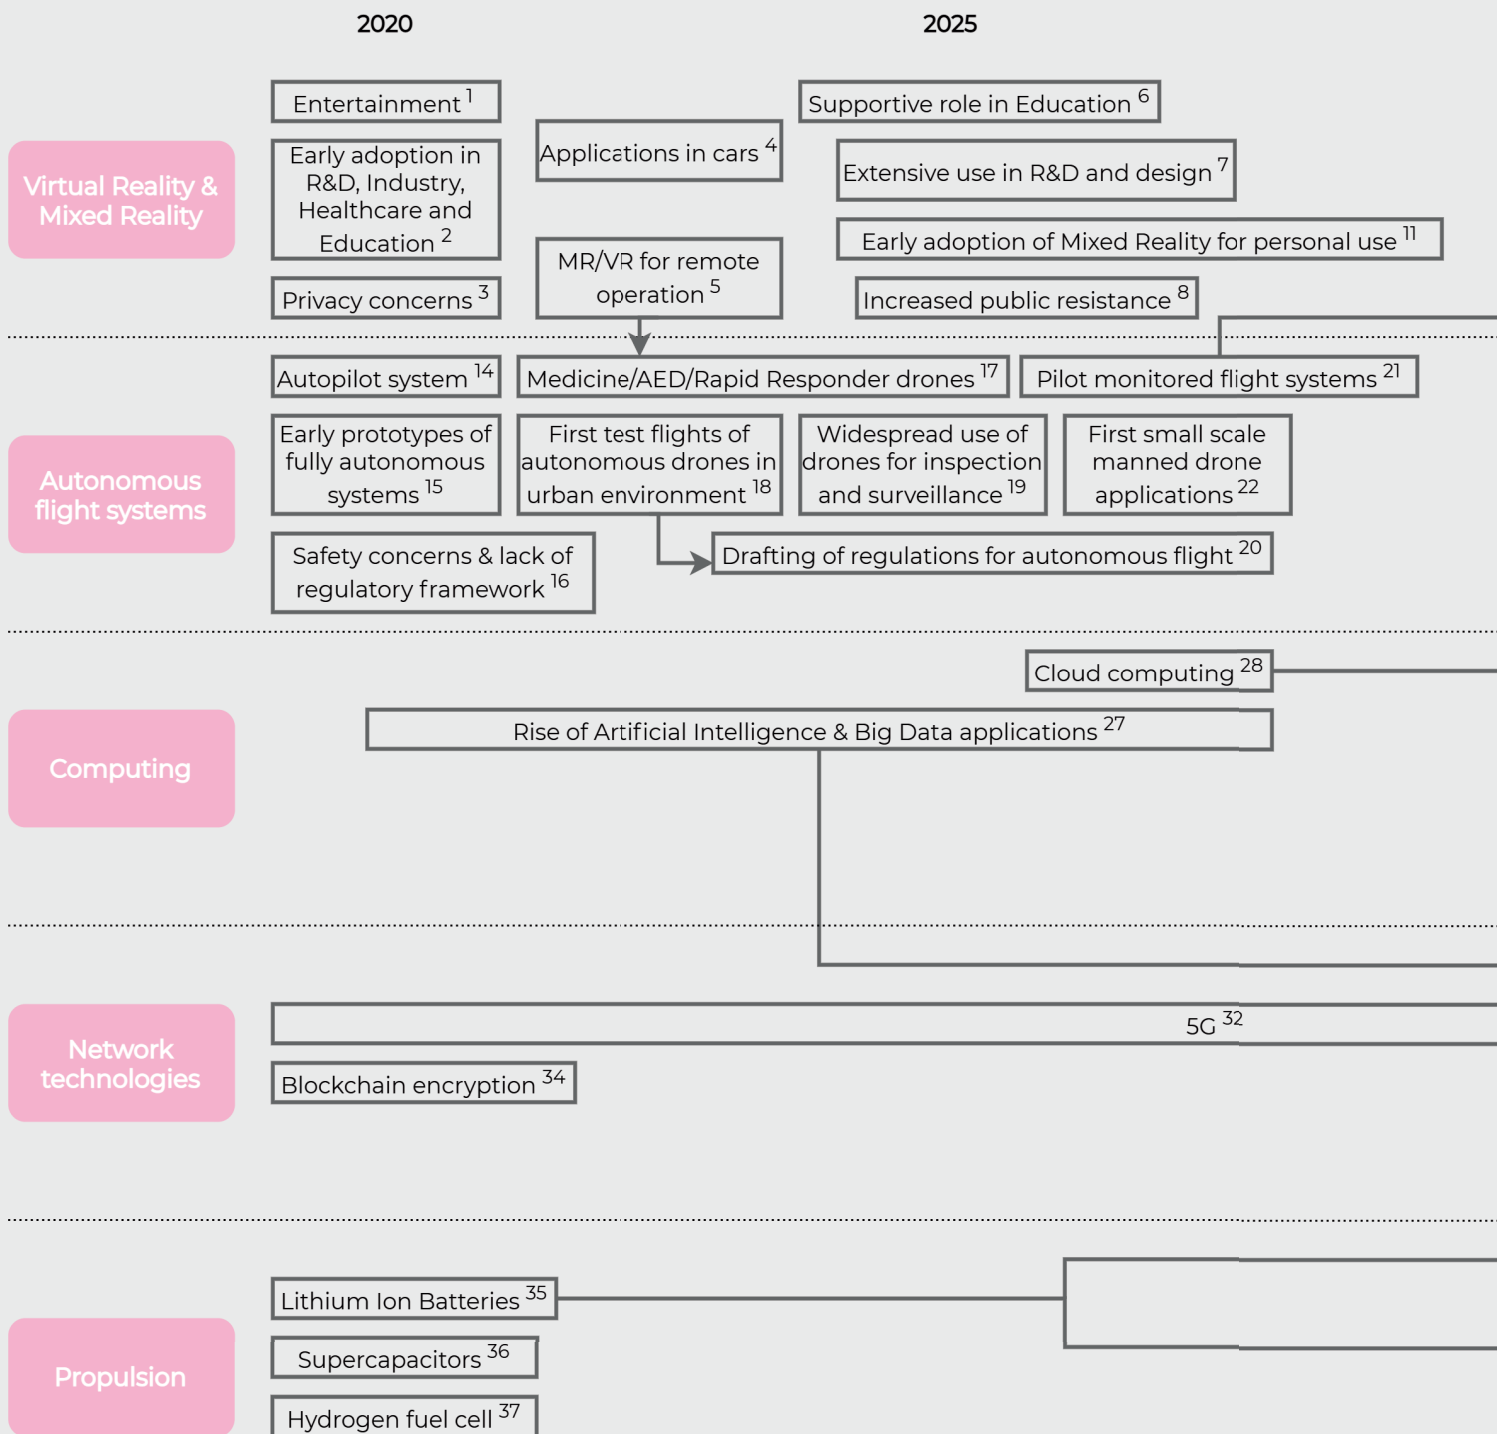 2020
2025
Virtual Reality &
Mixed Reality
Entertainment 1
Early adoption in
R&D, Industry,
Healthcare and
Education 2
Privacy concerns 3
Applications in cars 4
MR/VR for remote
operation 5
Supportive role in Education 6
Extensive use in R&D and design 7
Early adoption of Mixed Reality for personal use 11
Increased public resistance 8
Autonomous
flight systems
Autopilot system 14
Medicine/AED/Rapid Responder drones 17
Pilot monitored flight systems 21
Early prototypes of
fully autonomous
systems 15
First test flights of
autonomous drones in
urban environment 18
Widespread use of
drones for inspection
and surveillance 19
First small scale
manned drone
applications 22
Safety concerns & lack of
regulatory framework 16
Drafting of regulations for autonomous flight 20
Computing
Cloud computing 28
Rise of Artificial Intelligence & Big Data applications 27
Network
technologies
5G 32
Blockchain encryption 34
Propulsion
Lithium Ion Batteries 35
Supercapacitors 36
Hydrogen fuel cell 37